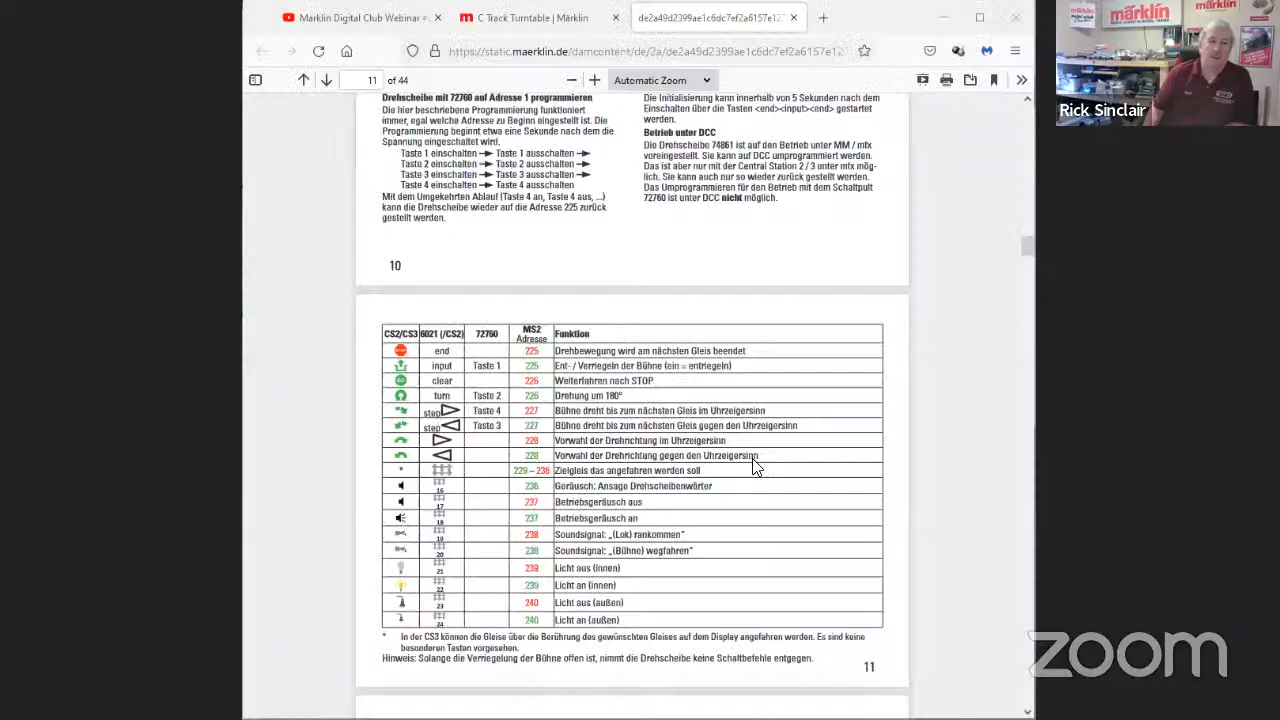 Märklin Digital Club Webinar #
C Track Turntable | Märklin
de2a49d2399ae1c6dc7ef2a6157e12
https://static.maerklin.de/damcontent/de/2a/de2a49d2399ae1c6dc7ef2a6157e12
11 of 44
Automatic Zoom
märklin
märklin
Rick Sinclair
Drehscheibe mit 72760 auf Adresse 1 programmieren
Die hier beschriebene Programmierung funktioniert
immer, egal welche Adresse zu Beginn eingestellt ist. Die
Programmierung beginnt etwa eine Sekunde nach dem die
Spannung eingeschaltet wird.
Taste 1 einschalten → Taste 1 ausschalten →
Taste 2 einschalten → Taste 2 ausschalten →
Taste 3 einschalten → Taste 3 ausschalten →
Taste 4 einschalten → Taste 4 ausschalten
Mit dem Umgekehrten Ablauf (Taste 4 an, Taste 4 aus, ...)
kann die Drehscheibe wieder auf die Adresse 225 zurück
gestellt werden.
Die Initialisierung kann innerhalb von 5 Sekunden nach dem
Einschalten über die Tasten <end><input><end> gestartet
werden.
Betrieb unter DCC
Die Drehscheibe 74861 ist auf den Betrieb unter MM / mfx
voreingestellt. Sie kann auf DCC umprogrammiert werden.
Das ist aber nur mit der Central Station 2 / 3 unter mfx mög-
lich. Sie kann auch nur so wieder zurück gestellt werden.
Das Umprogrammieren für den Betrieb mit dem Schaltpult
72760 ist unter DCC nicht möglich.
10
CS2/CS3 6021 (/CS2) 72760 MS2 Adresse Funktion
STOP end 225 Drehbewegung wird am nächsten Gleis beendet
input Taste 1 225 Ent- / Verriegeln der Bühne (ein = entriegeln)
GO clear 226 Weiterfahren nach STOP
turn Taste 2 226 Drehung um 180°
step Taste 4 227 Bühne dreht bis zum nächsten Gleis im Uhrzeigersinn
step Taste 3 227 Bühne dreht bis zum nächsten Gleis gegen den Uhrzeigersinn
228 Vorwahl der Drehrichtung im Uhrzeigersinn
228 Vorwahl der Drehrichtung gegen den Uhrzeigersinn
* 229 – 236 Zielgleis das angefahren werden soll
16 236 Geräusch: Ansage Drehscheibenwärter
17 237 Betriebsgeräusch aus
18 237 Betriebsgeräusch an
19 238 Soundsignal: „(Lok) rankommen“
20 238 Soundsignal: „(Bühne) wegfahren“
21 239 Licht aus (innen)
22 239 Licht an (innen)
23 240 Licht aus (außen)
24 240 Licht an (außen)
* In der CS3 können die Gleise über die Berührung des gewünschten Gleises auf dem Display angefahren werden. Es sind keine
besonderen Tasten vorgesehen.
Hinweis: Solange die Verriegelung der Bühne offen ist, nimmt die Drehscheibe keine Schaltbefehle entgegen.
11
zoom